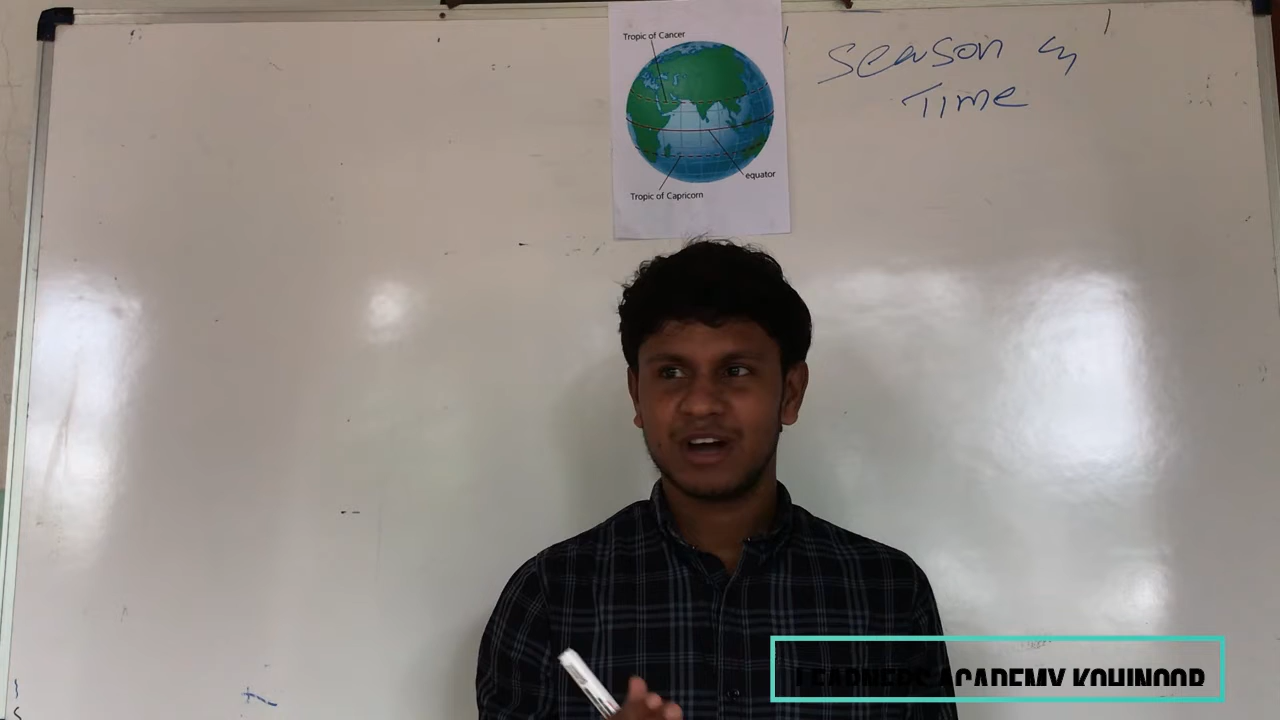 Tropic of Cancer
equator
Tropic of Capricorn
Season &
Time
LEARNERS ACADEMY KOHINOOR